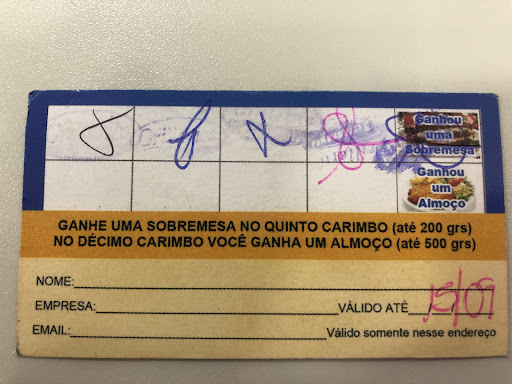 Ganhou
uma
Sobremesa
Ganhou
um
Almoço
GANHE UMA SOBREMESA NO QUINTO CARIMBO (até 200 grs)
NO DÉCIMO CARIMBO VOCÊ GANHA UM ALMOÇO (até 500 grs)
NOME:
EMPRESA: VÁLIDO ATÉ 15/09
EMAIL: Válido somente nesse endereço